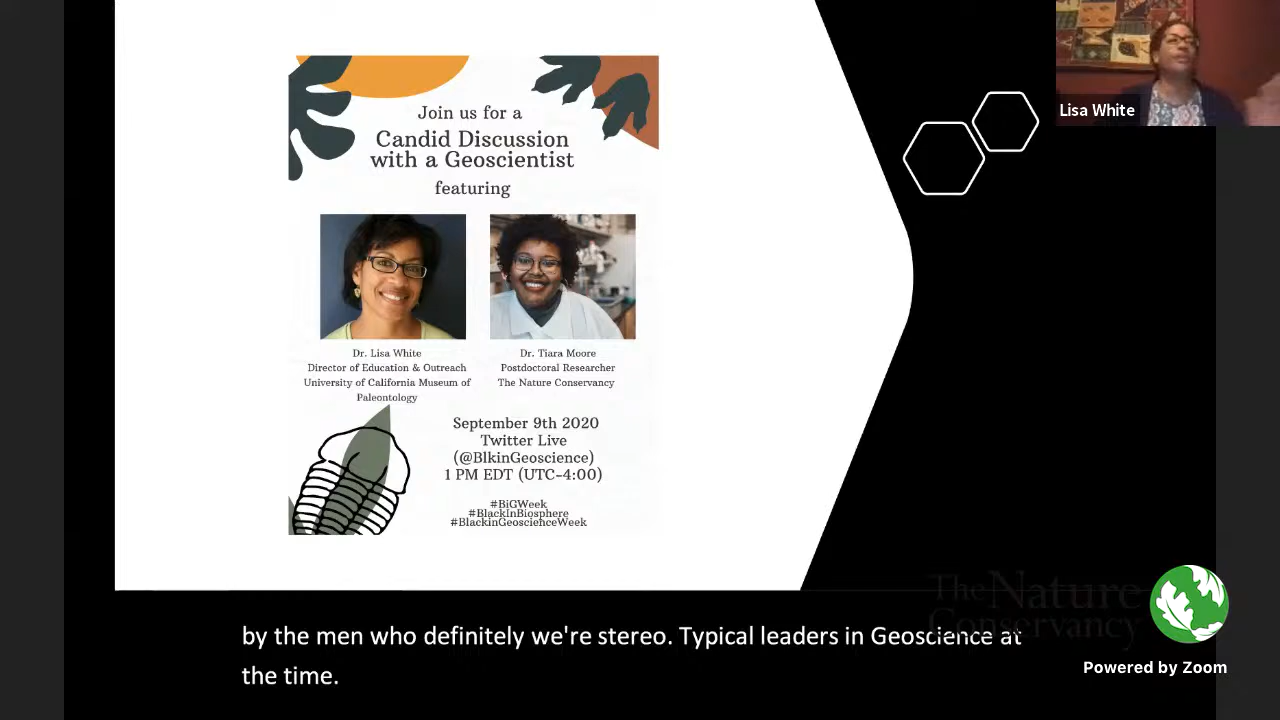 Join us for a
Candid Discussion
with a Geoscientist
featuring
Dr. Lisa White
Director of Education & Outreach
University of California Museum of
Paleontology
Dr. Tiara Moore
Postdoctoral Researcher
The Nature Conservancy
September 9th 2020
Twitter Live
(@BlkinGeoscience)
1 PM EDT (UTC-4:00)
#BiGWeek
#BlackInBiosphere
#BlackinGeoscienceWeek
Lisa White
The Nature
Conservancy
Powered by Zoom
by the men who definitely we're stereo. Typical leaders in Geoscience at
the time.